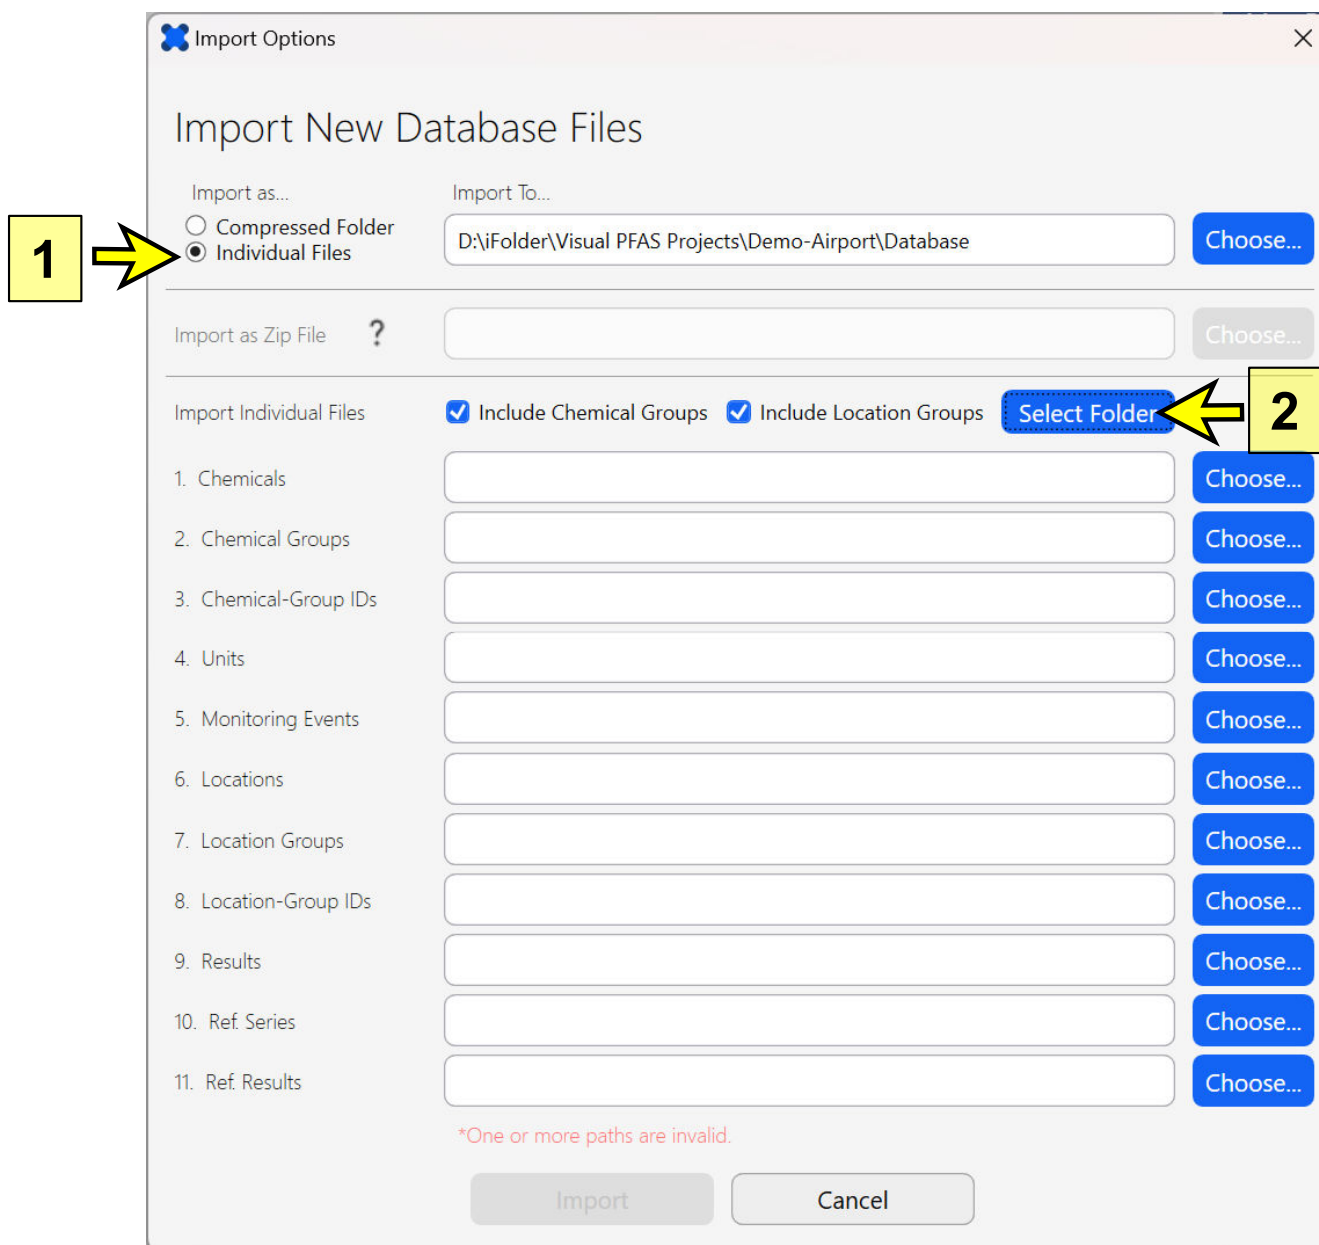 Import Options
Import New Database Files
Import as...
Import To...
Compressed Folder
Individual Files
D:\iFolder\Visual PFAS Projects\Demo-Airport\Database
Choose...
1
Import as Zip File ?
Choose...
Import Individual Files
Include Chemical Groups
Include Location Groups
Select Folder
2
1. Chemicals
Choose...
2. Chemical Groups
Choose...
3. Chemical-Group IDs
Choose...
4. Units
Choose...
5. Monitoring Events
Choose...
6. Locations
Choose...
7. Location Groups
Choose...
8. Location-Group IDs
Choose...
9. Results
Choose...
10. Ref. Series
Choose...
11. Ref. Results
Choose...
*One or more paths are invalid.
Import
Cancel